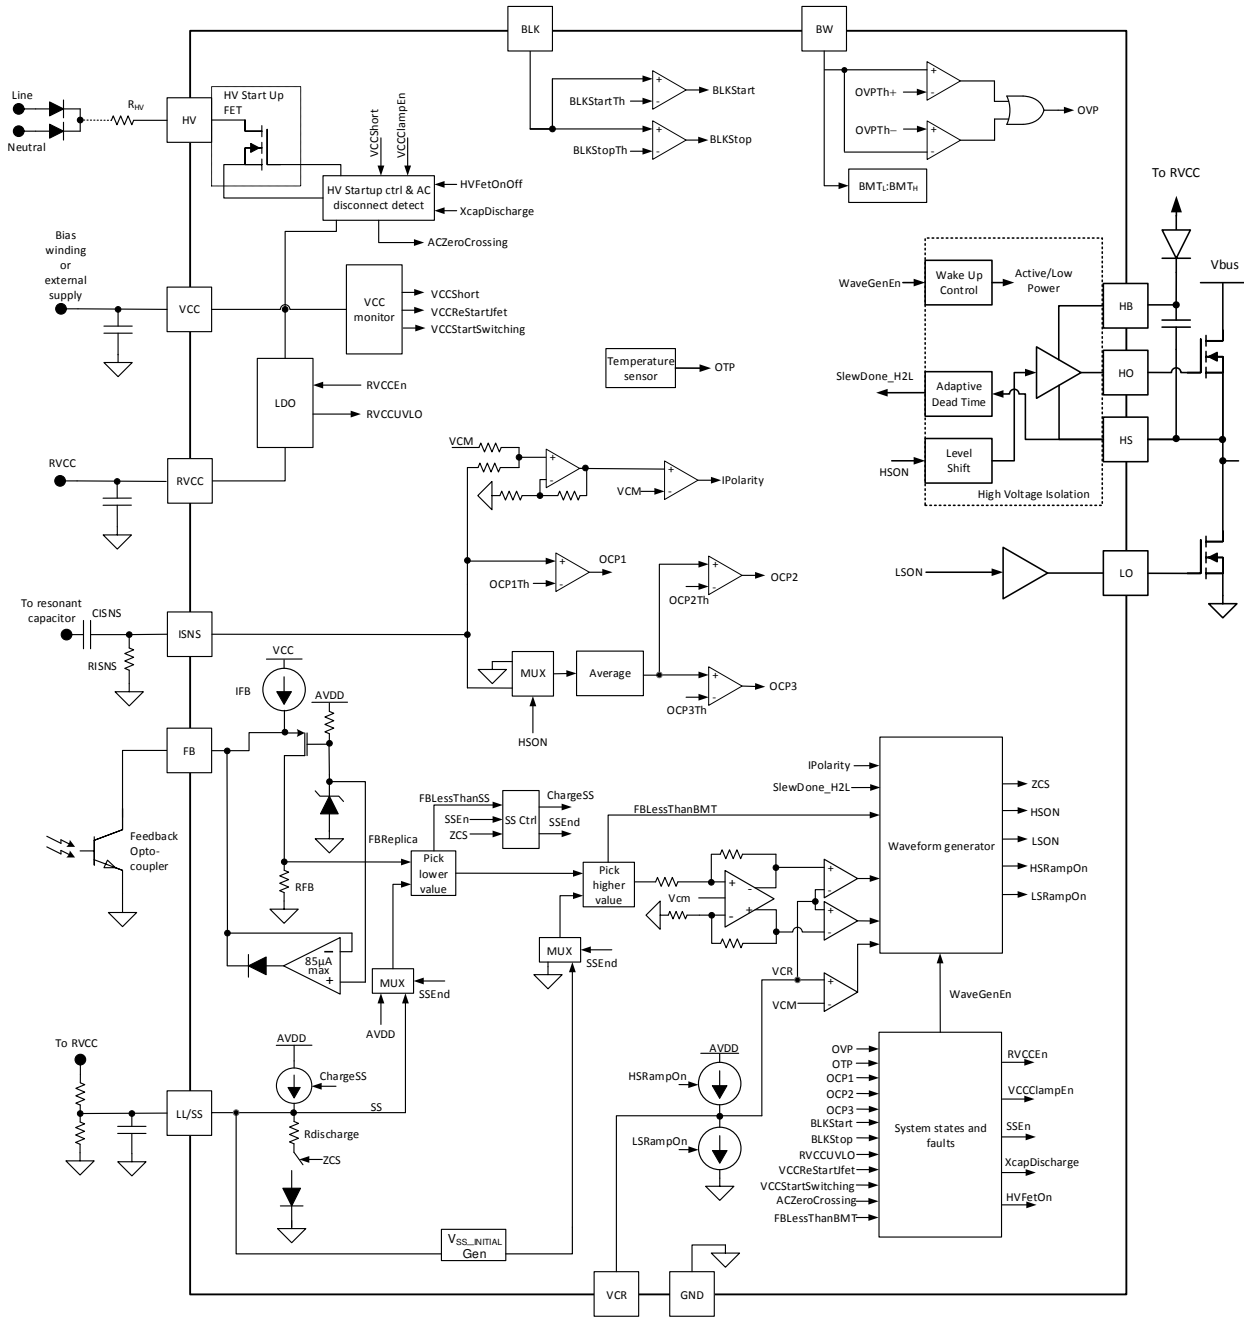 BLK
BW
Line
Neutral
RHV
HV
HV Start Up
FET
VCCShort
VCCClampEn
HV Startup ctrl & AC
disconnect detect
HVFetOnOff
XcapDischarge
ACZeroCrossing
BLKStartTh
BLKStart
BLKStopTh
BLKStop
OVPTh+
OVPTh−
OVP
BMTL:BMTH
To RVCC
Vbus
Bias
winding or
external
supply
VCC
VCC
monitor
VCCShort
VCCReStartJfet
VCCStartSwitching
WaveGenEn
Wake Up
Control
Active/Low
Power
HB
HO
HS
SlewDone_H2L
Adaptive
Dead Time
HSON
Level
Shift
High Voltage Isolation
Temperature
sensor
OTP
LDO
RVCCEn
RVCCUVLO
RVCC
RVCC
VCM
+
-
VCM
+
-
IPolarity
OCP1Th
+
-
OCP1
OCP2Th
+
-
OCP2
LSON
LO
To resonant
capacitor
CISNS
RISNS
ISNS
MUX
HSON
Average
OCP3Th
+
-
OCP3
VCC
IFB
AVDD
FB
Feedback
Opto-
coupler
FBReplica
RFB
85µA
max
−
+
FBLessThanSS
SSEn
ZCS
SS Ctrl
ChargeSS
SSEnd
Pick
lower
value
MUX
SSEnd
AVDD
FBLessThanBMT
Pick
higher
value
MUX
SSEnd
Vcm
VCR
VCM
IPolarity
SlewDone_H2L
Waveform generator
ZCS
HSON
LSON
HSRampOn
LSRampOn
WaveGenEn
To RVCC
LL/SS
AVDD
ChargeSS
SS
Rdischarge
ZCS
VSS_INITIAL
Gen
AVDD
HSRampOn
LSRampOn
OVP
OTP
OCP1
OCP2
OCP3
BLKStart
BLKStop
RVCCUVLO
VCCReStartJfet
VCCStartSwitching
ACZeroCrossing
FBLessThanBMT
System states and
faults
RVCCEn
VCCClampEn
SSEn
XcapDischarge
HVFetOn
VCR
GND